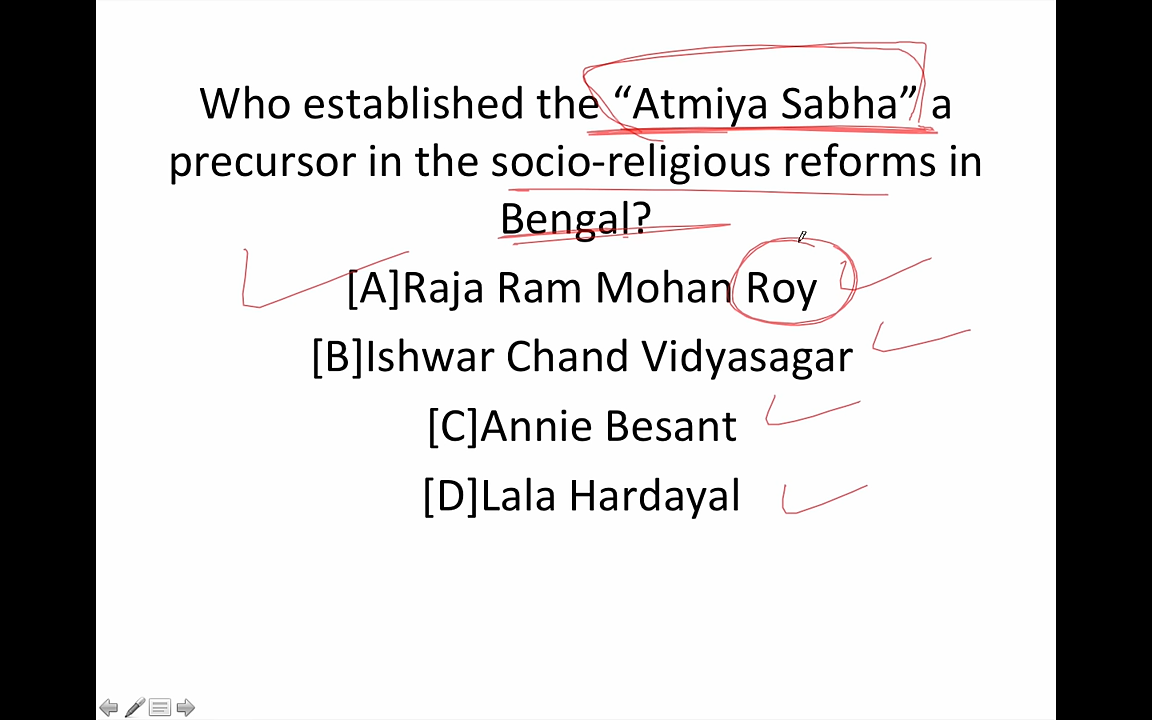 Who established the “Atmiya Sabha” a
precursor in the socio-religious reforms in
Bengal?
[A]Raja Ram Mohan Roy
[B]Ishwar Chand Vidyasagar
[C]Annie Besant
[D]Lala Hardayal